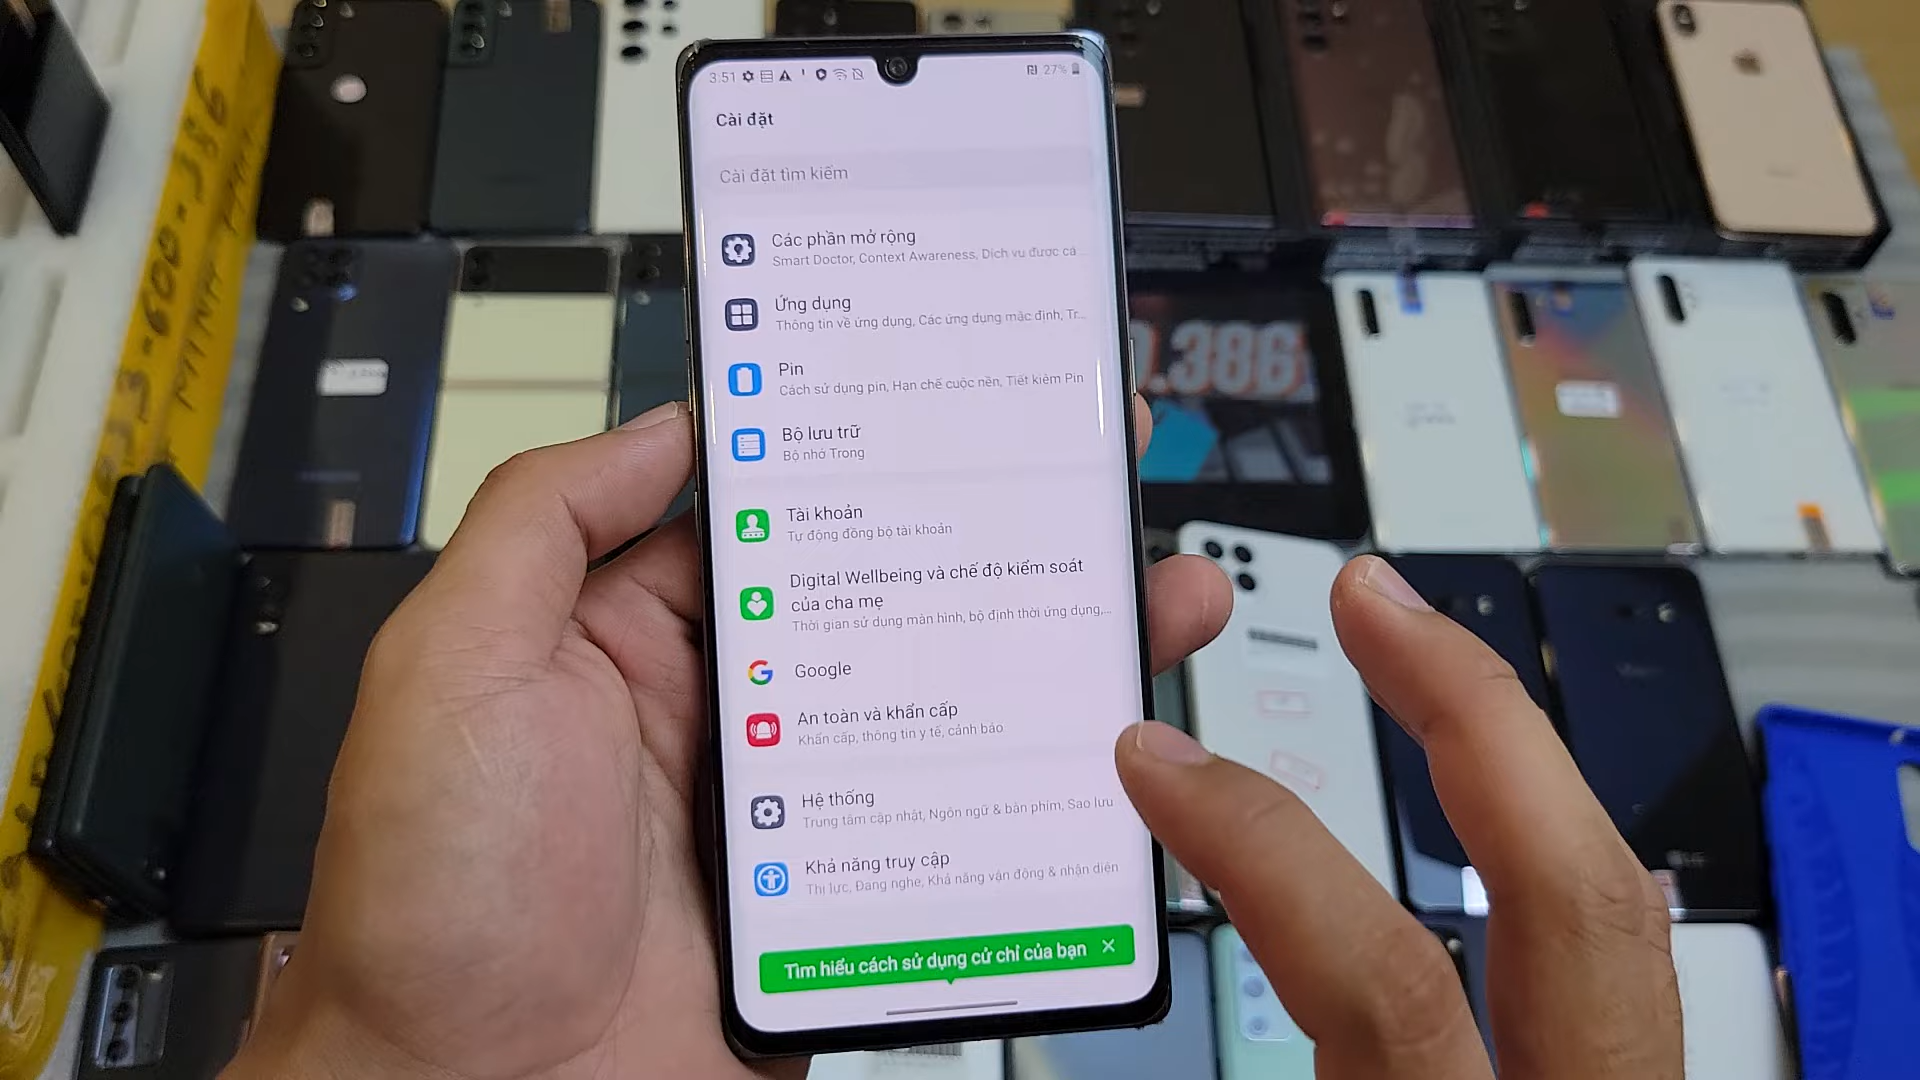 3:51
27%
Cài đặt
Cài đặt tìm kiếm
Các phần mở rộng
Smart Doctor, Context Awareness, Dịch vụ được cá
Ứng dụng
Thông tin về ứng dụng, Các ứng dụng mặc định, Tr...
Pin
Cách sử dụng pin, Hạn chế cuộc nền, Tiết kiệm Pin
Bộ lưu trữ
Bộ nhớ Trong
Tài khoản
Tự động đồng bộ tài khoản
Digital Wellbeing và chế độ kiểm soát
của cha mẹ
Thời gian sử dụng màn hình, bộ định thời ứng dụng,...
Google
An toàn và khẩn cấp
Khẩn cấp, thông tin y tế, cảnh báo
Hệ thống
Trung tâm cập nhật, Ngôn ngữ & bàn phím, Sao lưu
Khả năng truy cập
Thị lực, Đang nghe, Khả năng vận động & nhận diện
Tìm hiểu cách sử dụng cử chỉ của bạn
.386